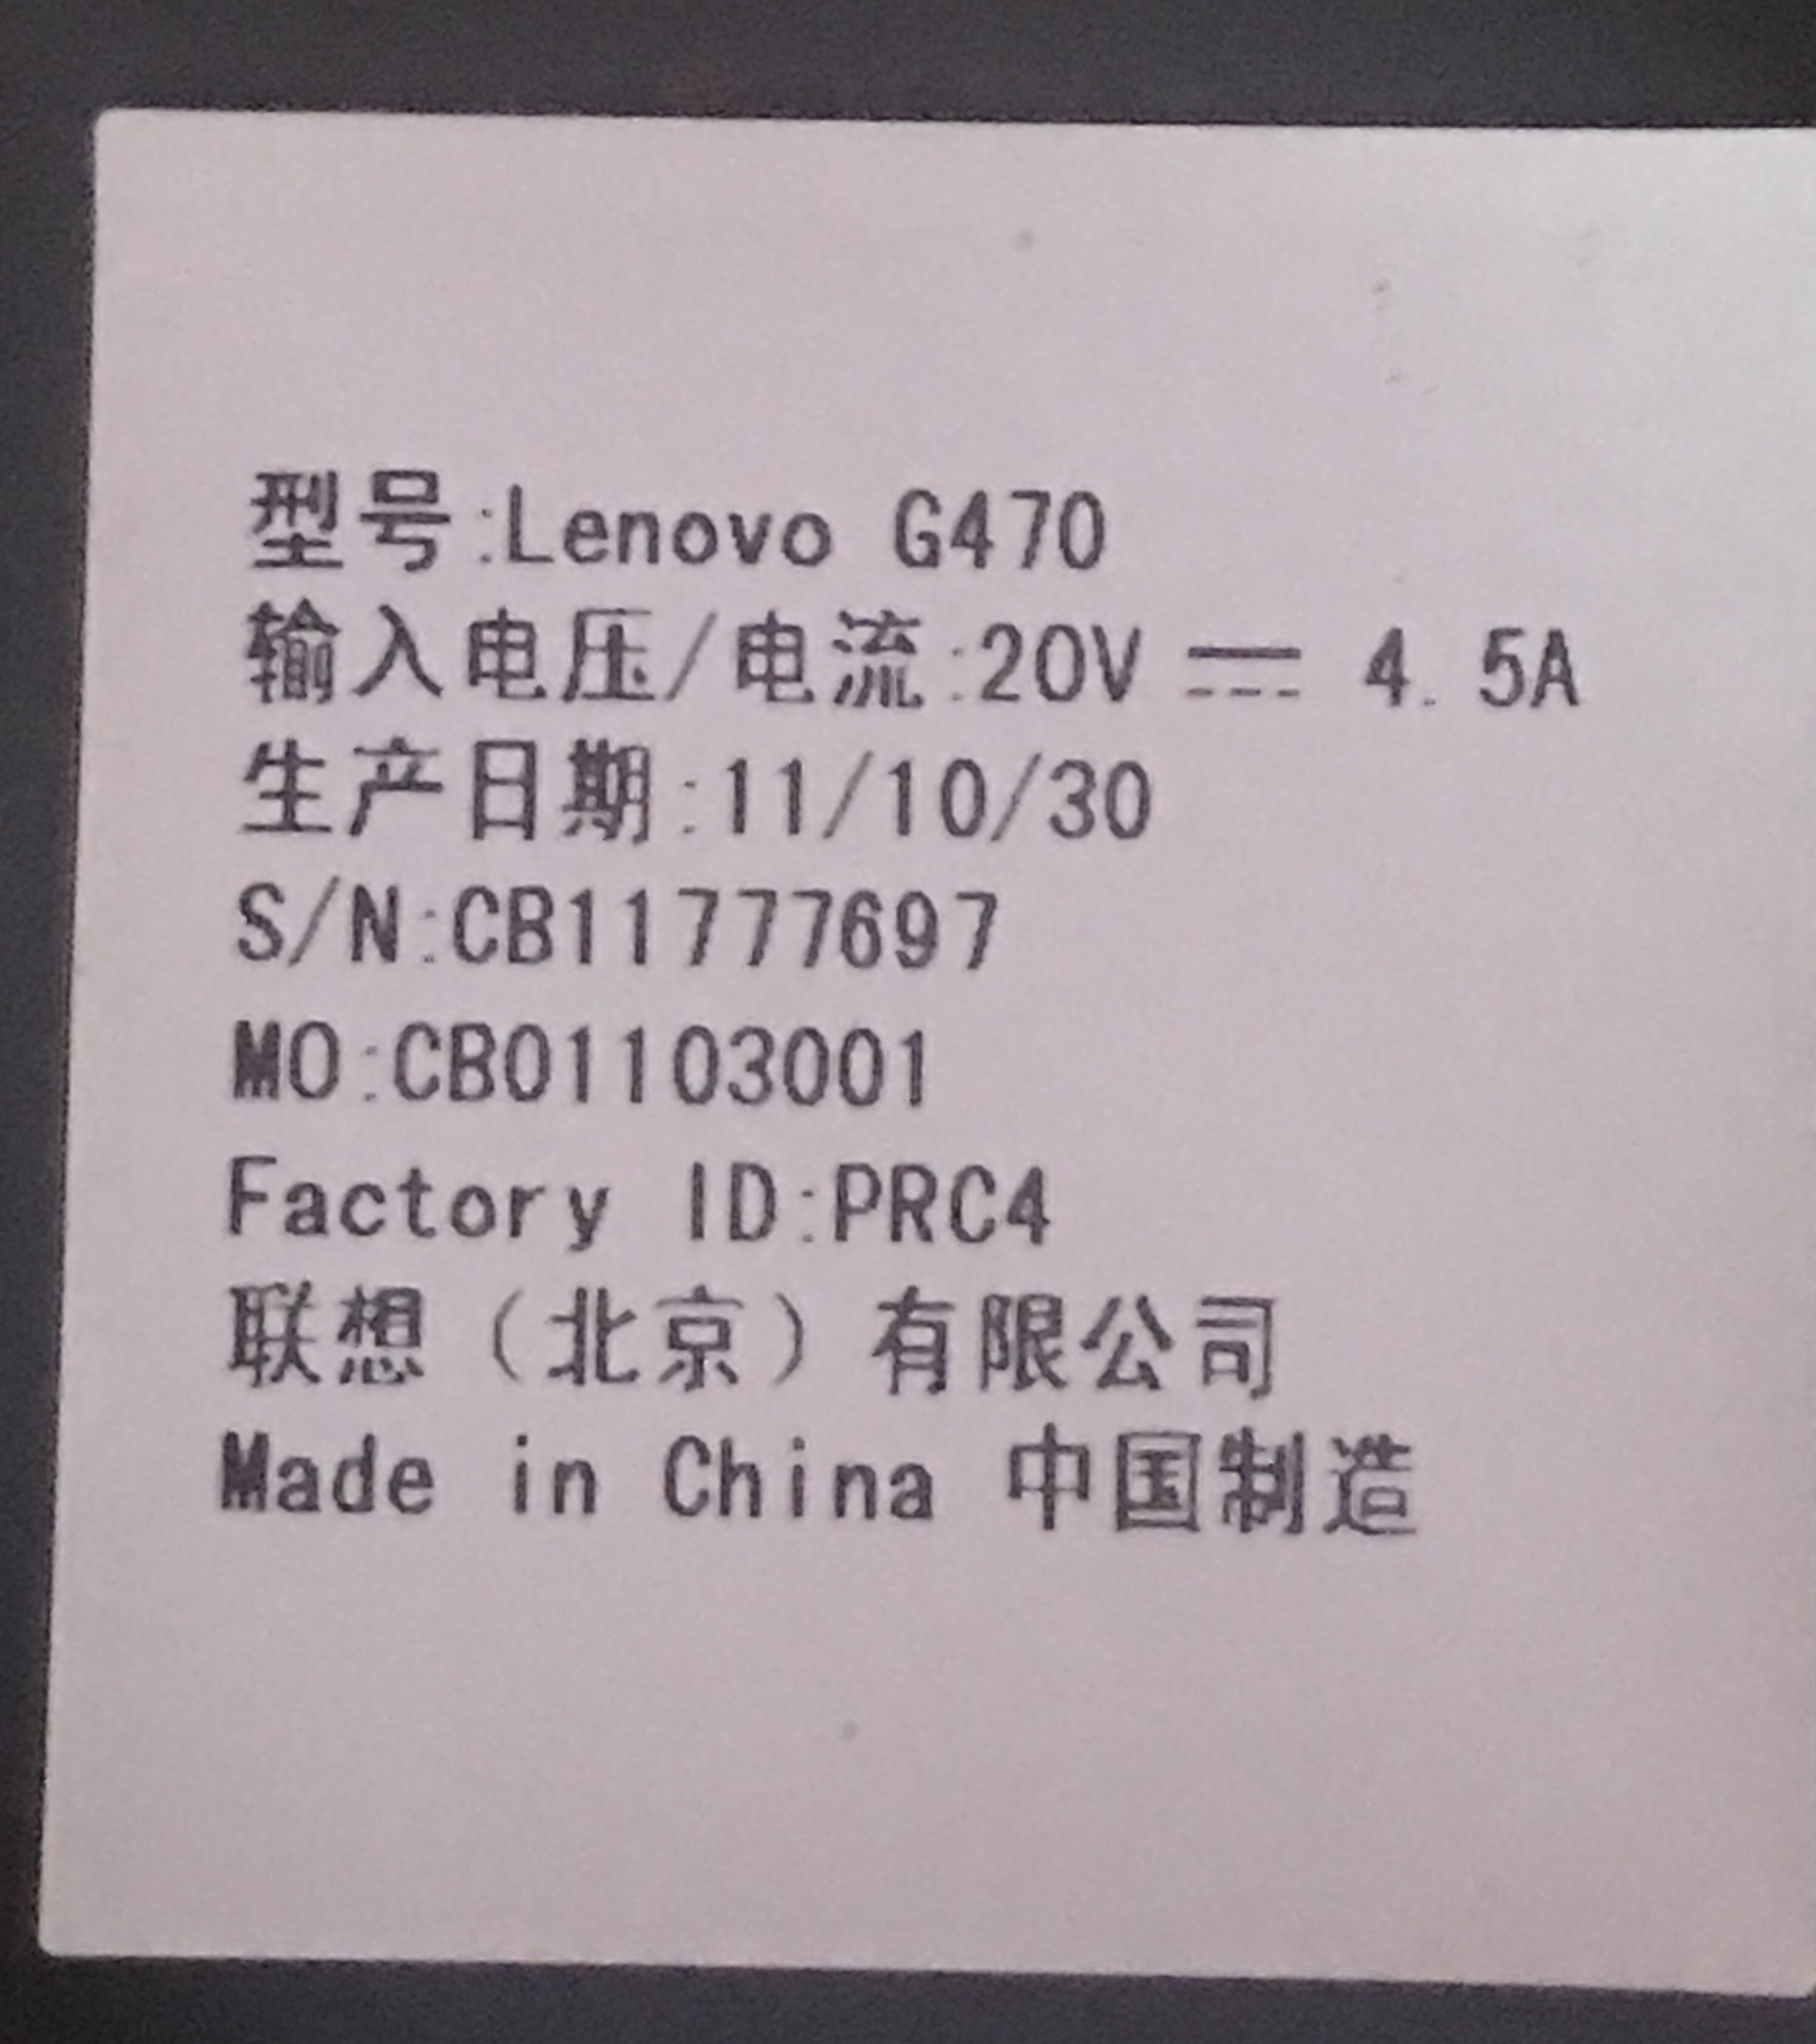 型号:Lenovo G470
输入电压/电流:20V ⎓ 4.5A
生产日期:11/10/30
S/N:CB11777697
MO:CB01103001
Factory ID:PRC4
联想（北京）有限公司
Made in China 中国制造